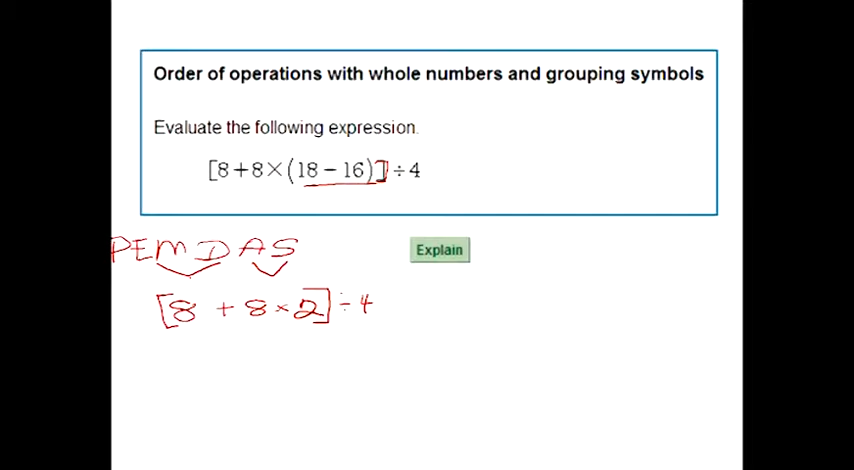 Order of operations with whole numbers and grouping symbols
Evaluate the following expression.
[8+8×(18−16)]÷4
PEMDAS
Explain
[8 + 8 × 2] ÷ 4